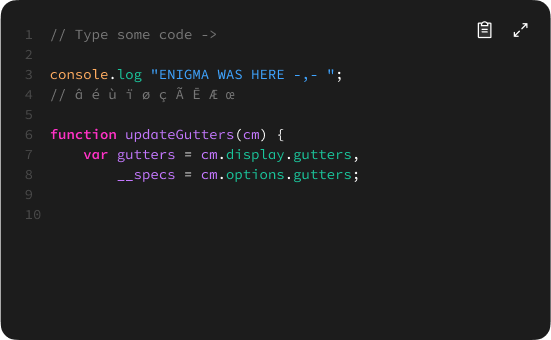 1 // Type some code ->
2
3 console.log "ENIGMA WAS HERE -,- ";
4 // â é ù ï ø ç Ã Ē Æ œ
5
6 function updateGutters(cm) {
7     var gutters = cm.display.gutters,
8         __specs = cm.options.gutters;
9
10